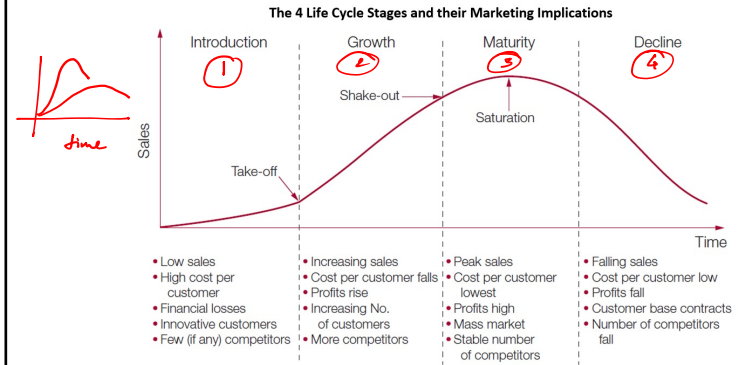 The 4 Life Cycle Stages and their Marketing Implications
Introduction
Growth
Maturity
Decline
1
2
3
4
time
Sales
Take-off
Shake-out
Saturation
Time
• Low sales
• High cost per
customer
• Financial losses
• Innovative customers
• Few (if any) competitors
• Increasing sales
• Cost per customer falls
• Profits rise
• Increasing No.
of customers
• More competitors
• Peak sales
• Cost per customer
lowest
• Profits high
• Mass market
• Stable number
of competitors
• Falling sales
• Cost per customer low
• Profits fall
• Customer base contracts
• Number of competitors
fall